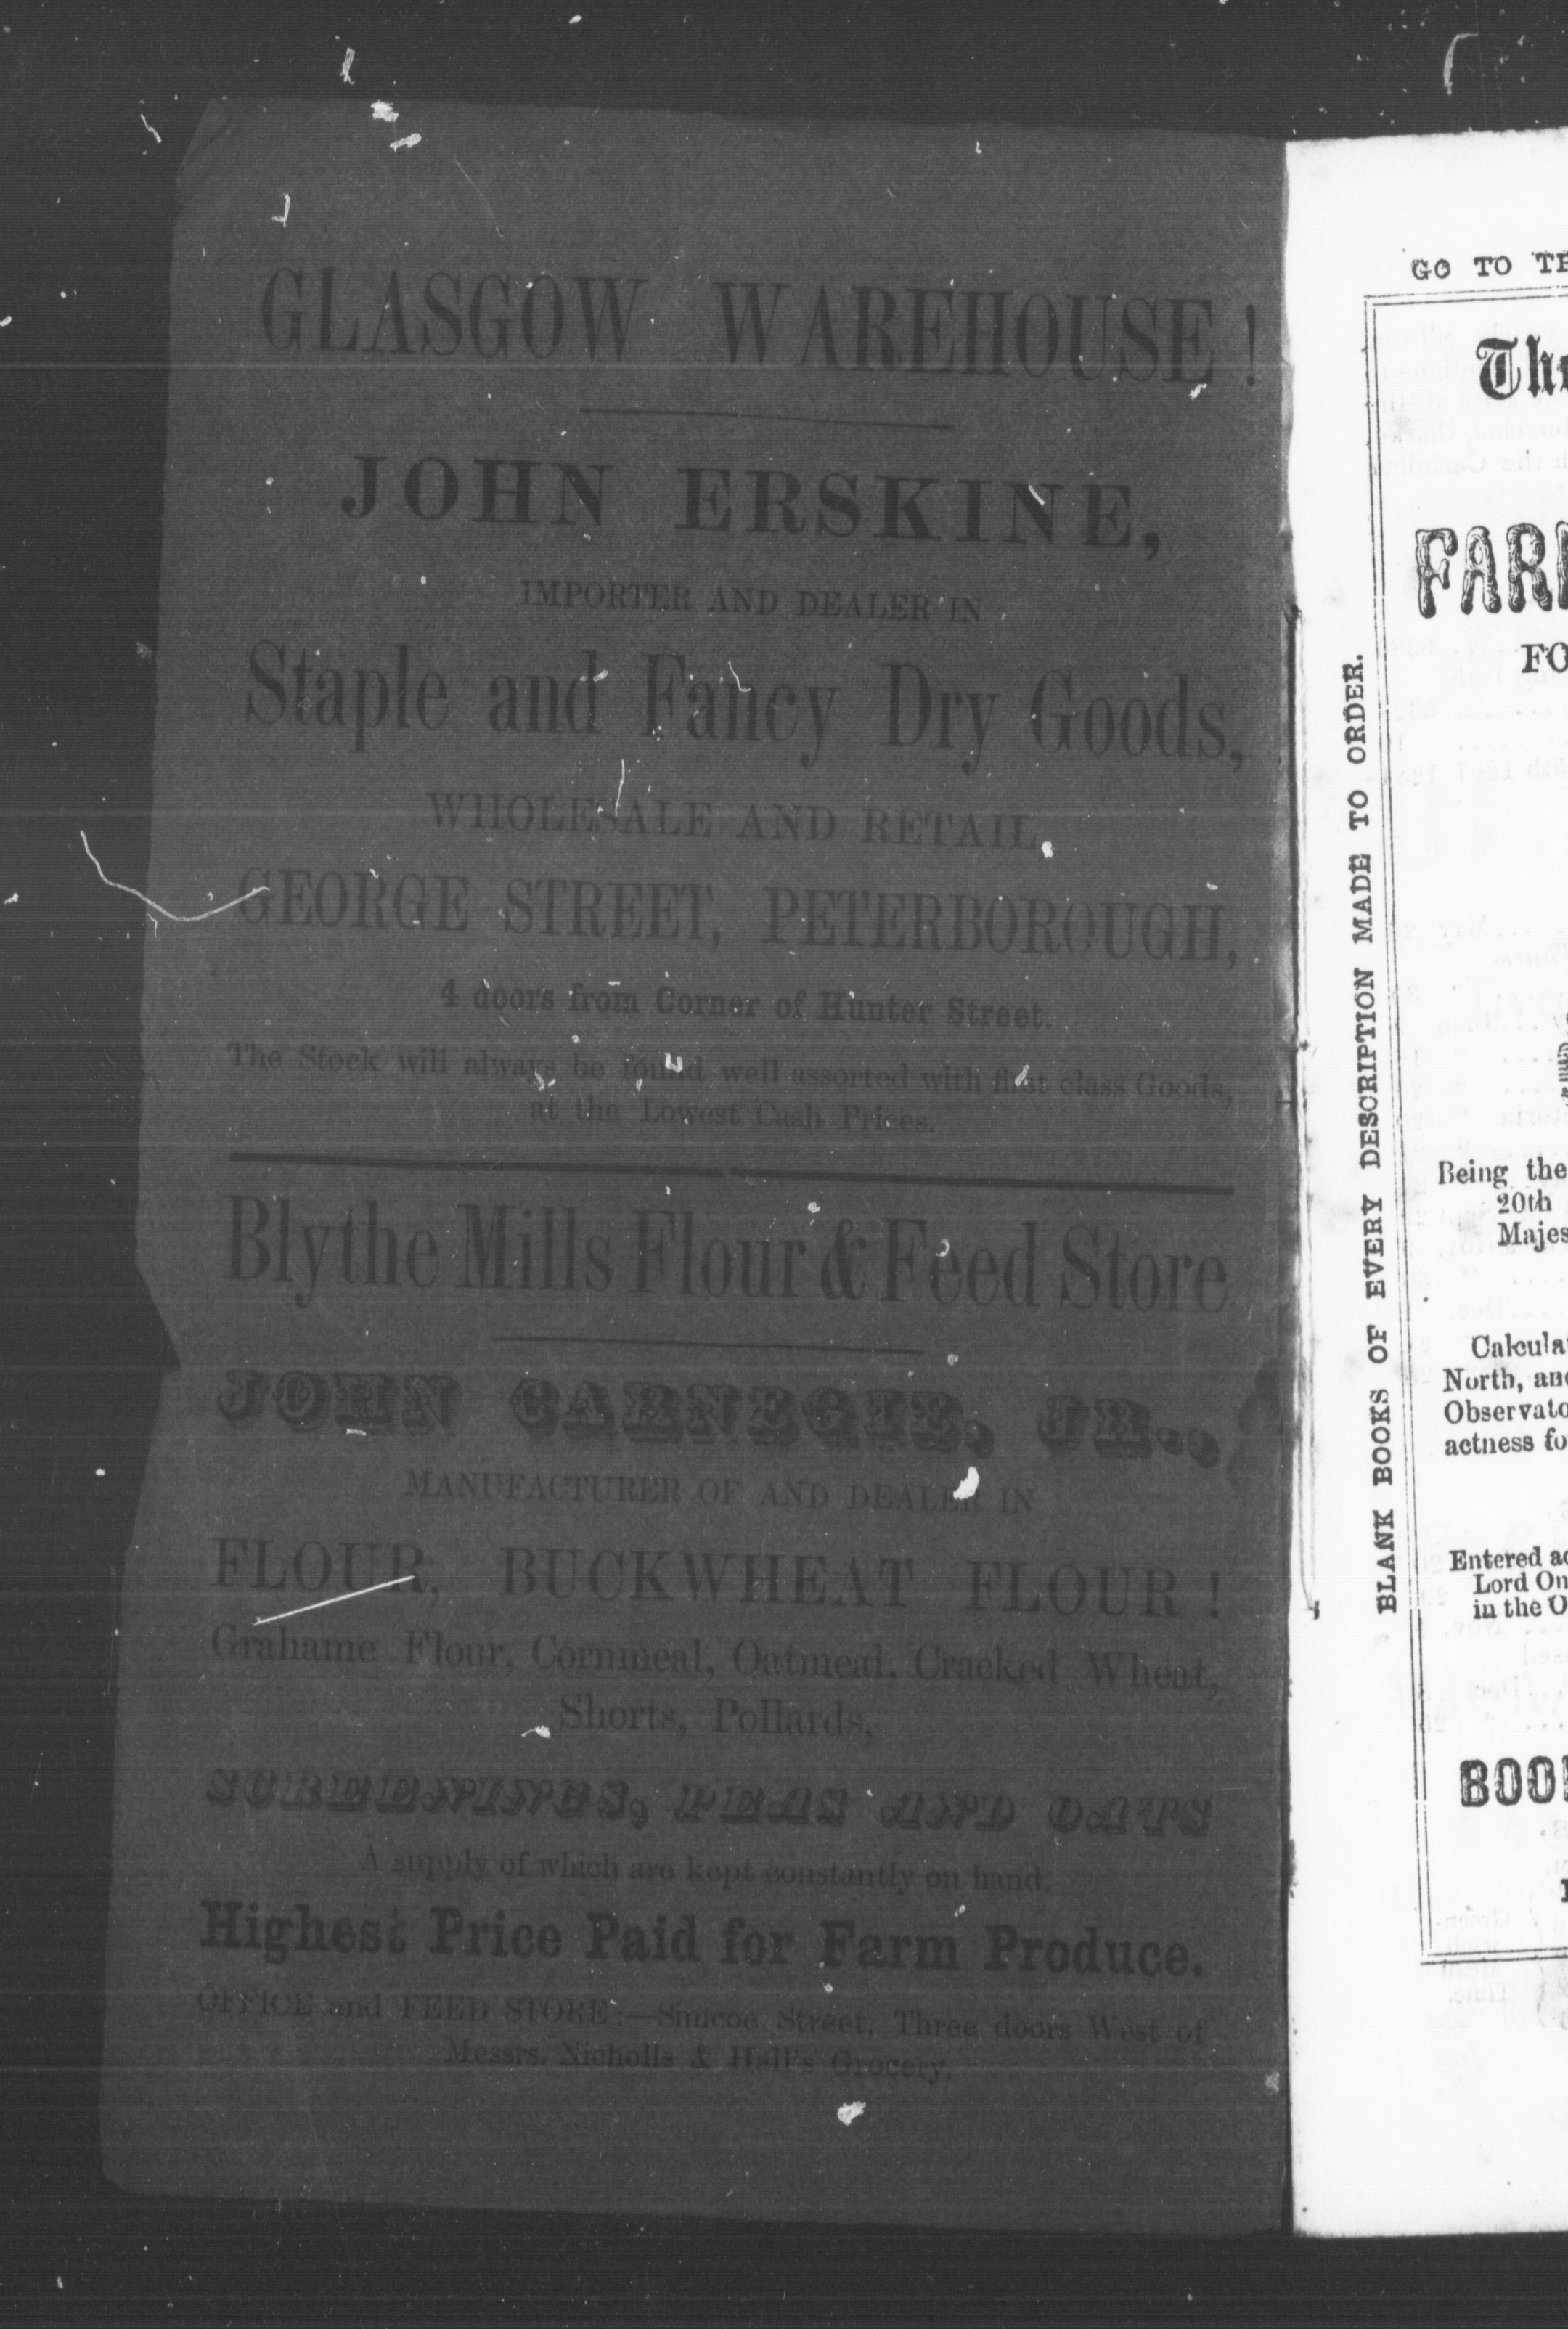 GLASGOW WAREHOUSE!
JOHN ERSKINE,
IMPORTER AND DEALER IN
Staple and Fancy Dry Goods,
WHOLESALE AND RETAIL,
GEORGE STREET, PETERBOROUGH,
4 doors from Corner of Hunter Street.
The Stock will always be found well assorted with first class Goods,
at the Lowest Cash Prices.
Blythe Mills Flour & Feed Store
JOHN CARNEGIE, JR.,
MANUFACTURER OF AND DEALER IN
FLOUR, BUCKWHEAT FLOUR!
Grahame Flour, Cornmeal, Oatmeal, Cracked Wheat,
Shorts, Pollards,
SCREENINGS, PEAS AND OATS
A supply of which are kept constantly on hand.
Highest Price Paid for Farm Produce.
OFFICE and FEED STORE:—Simcoe Street, Three doors West of
Messrs. Nicholls & Hall's Grocery.
BLANK BOOKS OF EVERY DESCRIPTION MADE TO ORDER.
GO TO TH
The
FAR
FO
Being the
20th
Majes
Calcula
North, and
Observato
actness fo
Entered ac
Lord On
in the O
BOO